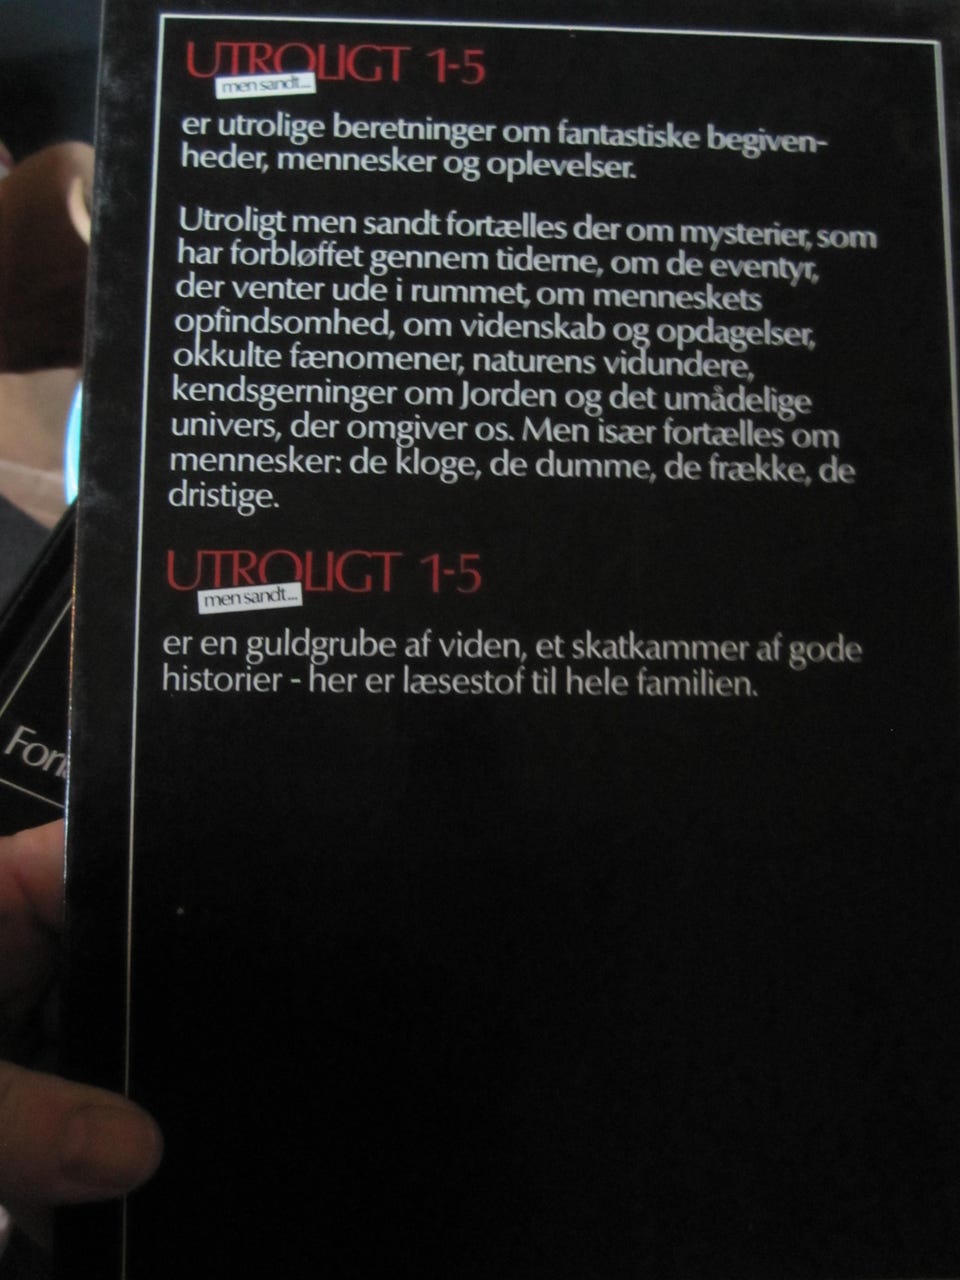 UTROLIGT 1-5
men sandt...
er utrolige beretninger om fantastiske begiven-
heder, mennesker og oplevelser.
Utroligt men sandt fortælles der om mysterier, som
har forbløffet gennem tiderne, om de eventyr,
der venter ude i rummet, om menneskets
opfindsomhed, om videnskab og opdagelser,
okkulte fænomener, naturens vidundere,
kendsgerninger om Jorden og det umådelige
univers, der omgiver os. Men især fortælles om
mennesker: de kloge, de dumme, de frække, de
dristige.
UTROLIGT 1-5
men sandt...
er en guldgrube af viden, et skatkammer af gode
historier - her er læsestof til hele familien.